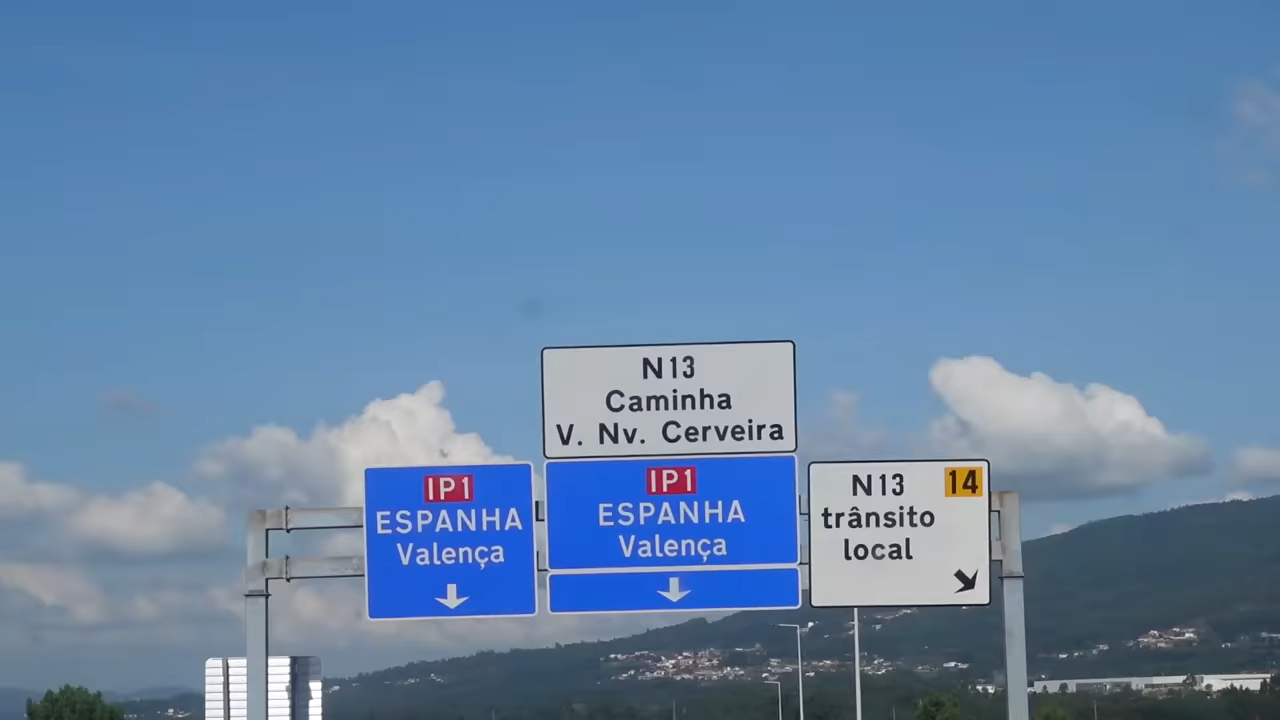 N13
Caminha
V. Nv. Cerveira
IP1
ESPANHA
Valença
IP1
ESPANHA
Valença
N13 14
trânsito
local